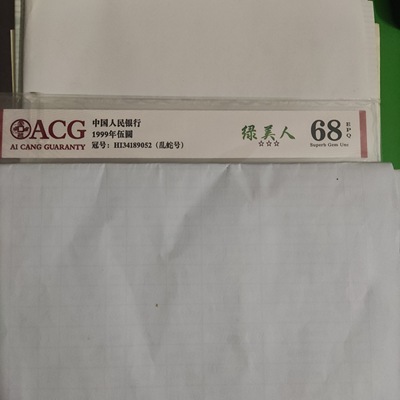 ACG
AI CANG GUARANTY
中国人民银行
1999年伍圆
冠号：HI34189052（乱蛇号）
绿美人
☆☆☆
68
EPQ
Superb Gem Unc